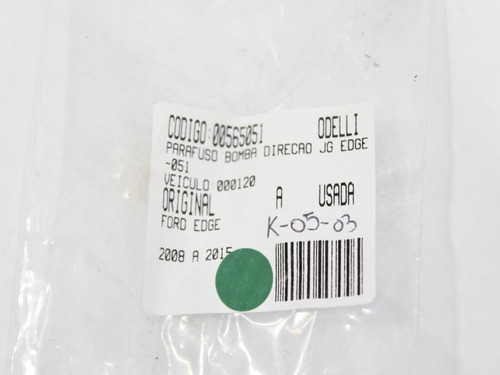 CODIGO:00565051 ODELLI
PARAFUSO BOMBA DIRECAO JG EDGE
-051
VEICULO:000120
ORIGINAL A USADA
FORD EDGE
K-05-03
2008 A 2015